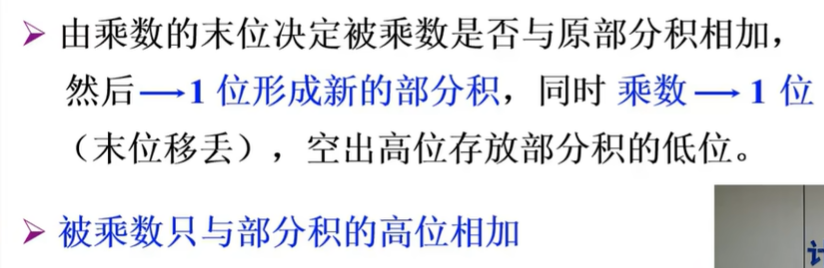 ➢ 由乘数的末位决定被乘数是否与原部分积相加，
然后→1 位形成新的部分积，同时 乘数→ 1 位
（末位移丢），空出高位存放部分积的低位。
➢ 被乘数只与部分积的高位相加